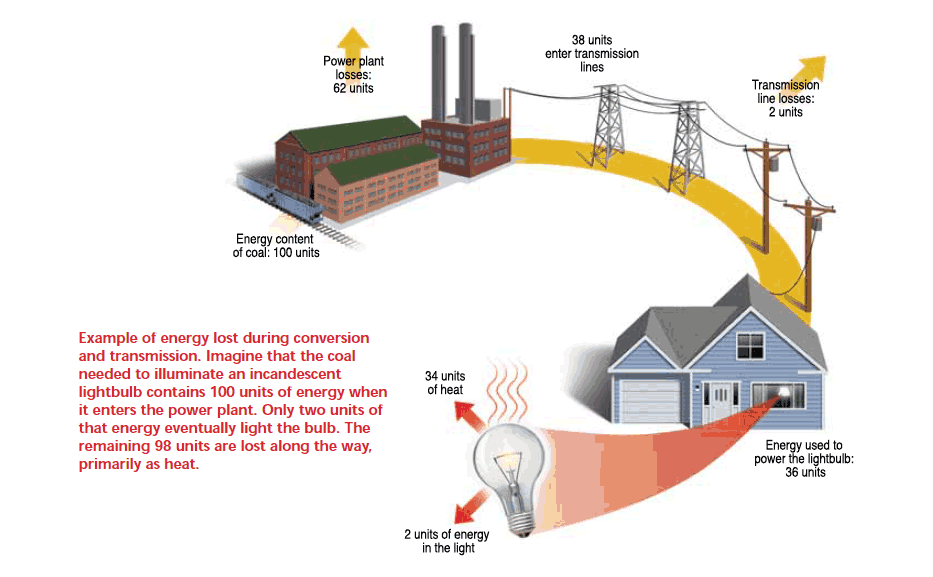 Power plant
losses:
62 units
38 units
enter transmission
lines
Transmission
line losses:
2 units
Energy content
of coal: 100 units
Example of energy lost during conversion
and transmission. Imagine that the coal
needed to illuminate an incandescent
lightbulb contains 100 units of energy when
it enters the power plant. Only two units of
that energy eventually light the bulb. The
remaining 98 units are lost along the way,
primarily as heat.
34 units
of heat
Energy used to
power the lightbulb:
36 units
2 units of energy
in the light